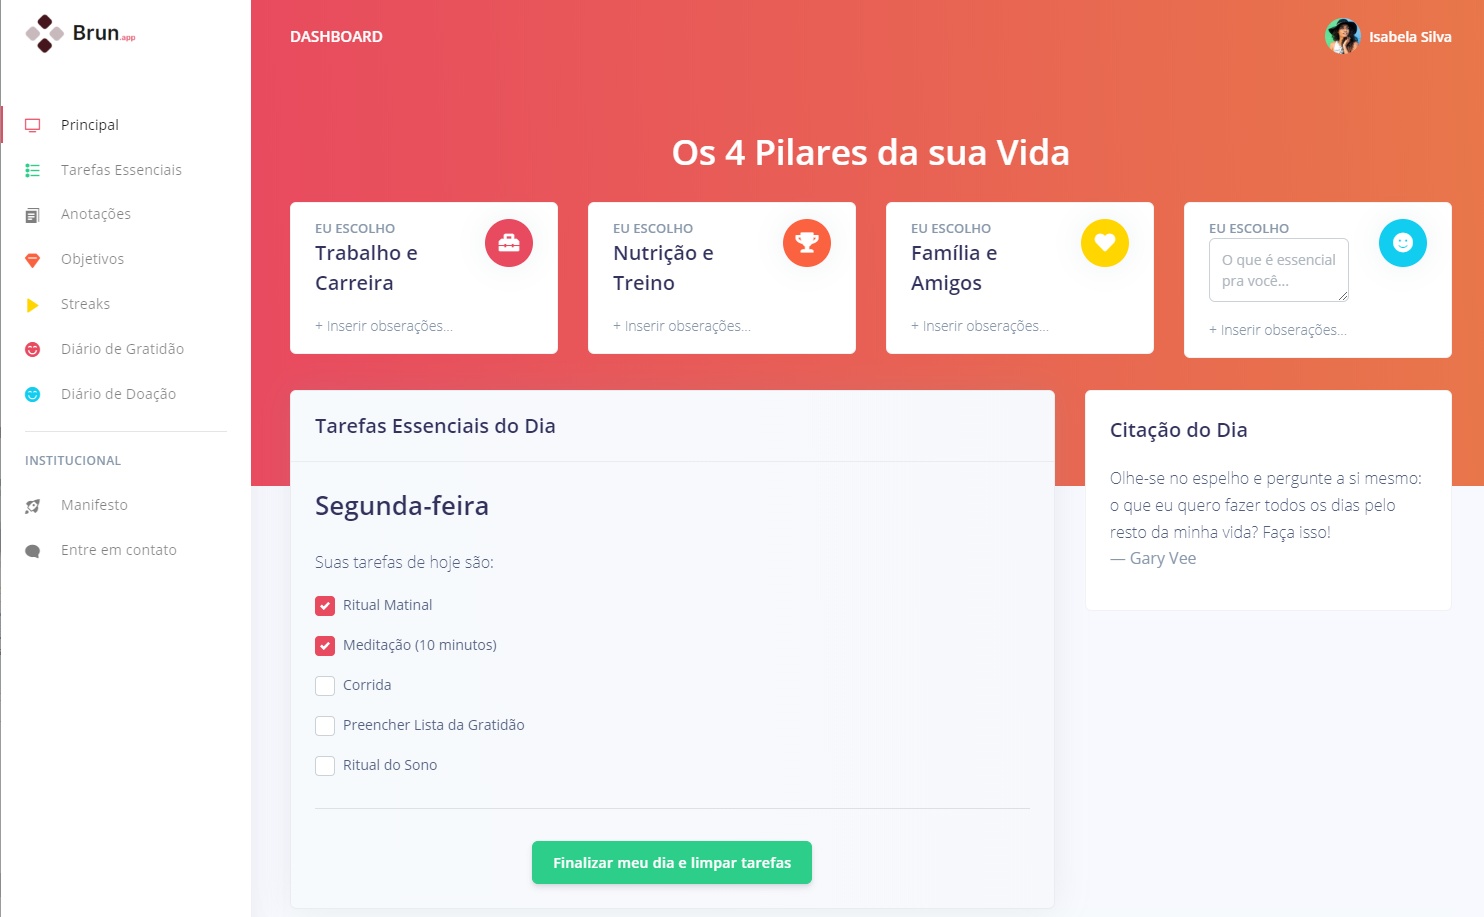 Brun.app
Principal
Tarefas Essenciais
Anotações
Objetivos
Streaks
Diário de Gratidão
Diário de Doação
INSTITUCIONAL
Manifesto
Entre em contato
DASHBOARD
Isabela Silva
Os 4 Pilares da sua Vida
EU ESCOLHO
Trabalho e
Carreira
+ Inserir obserações...
EU ESCOLHO
Nutrição e
Treino
+ Inserir obserações...
EU ESCOLHO
Família e
Amigos
+ Inserir obserações...
EU ESCOLHO
O que é essencial
pra você...
+ Inserir obserações...
Tarefas Essenciais do Dia
Segunda-feira
Suas tarefas de hoje são:
Ritual Matinal
Meditação (10 minutos)
Corrida
Preencher Lista da Gratidão
Ritual do Sono
Finalizar meu dia e limpar tarefas
Citação do Dia
Olhe-se no espelho e pergunte a si mesmo:
o que eu quero fazer todos os dias pelo
resto da minha vida? Faça isso!
— Gary Vee